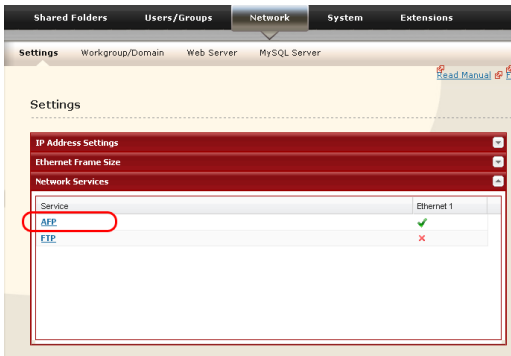 Shared Folders Users/Groups Network System Extensions
Settings Workgroup/Domain Web Server MySQL Server
Read Manual
Settings
IP Address Settings
Ethernet Frame Size
Network Services
Service Ethernet 1
AFP
FTP